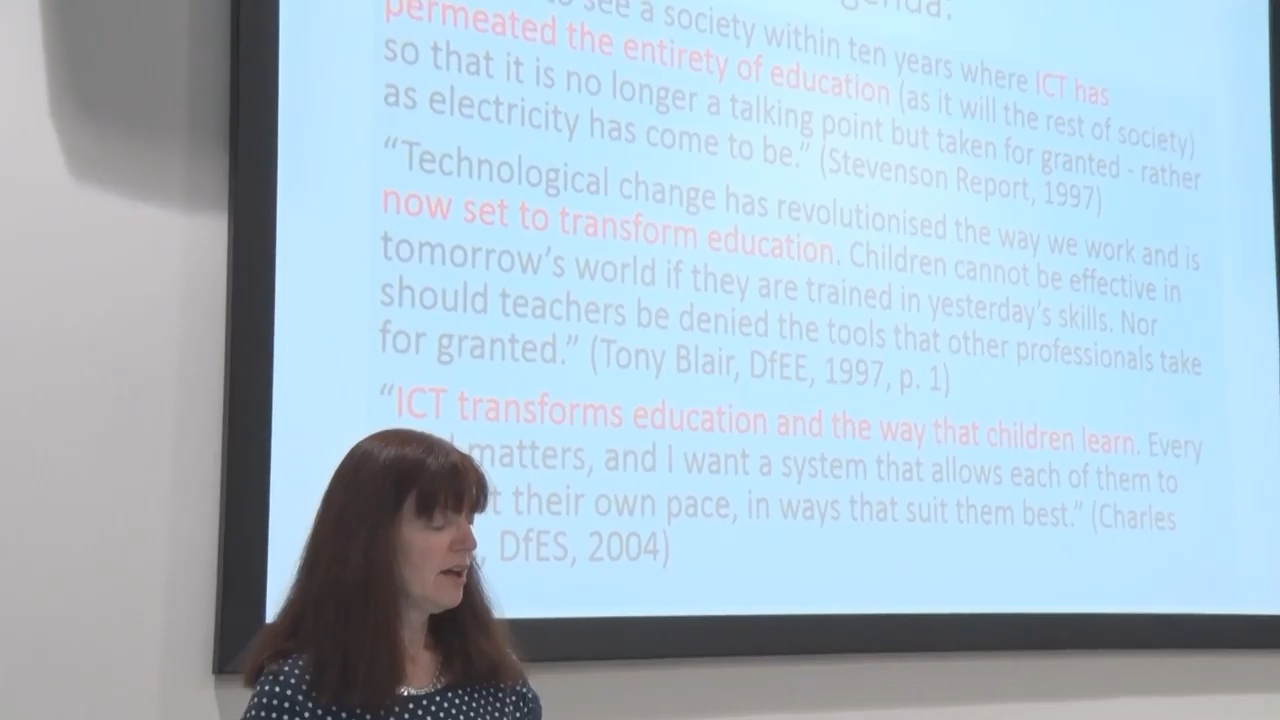 see a society within ten years where ICT has
permeated the entirety of education (as it will the rest of society)
so that it is no longer a talking point but taken for granted - rather
as electricity has come to be.” (Stevenson Report, 1997)
“Technological change has revolutionised the way we work and is
now set to transform education. Children cannot be effective in
tomorrow’s world if they are trained in yesterday’s skills. Nor
should teachers be denied the tools that other professionals take
for granted.” (Tony Blair, DfEE, 1997, p. 1)
“ICT transforms education and the way that children learn. Every
matters, and I want a system that allows each of them to
their own pace, in ways that suit them best.” (Charles
, DfES, 2004)